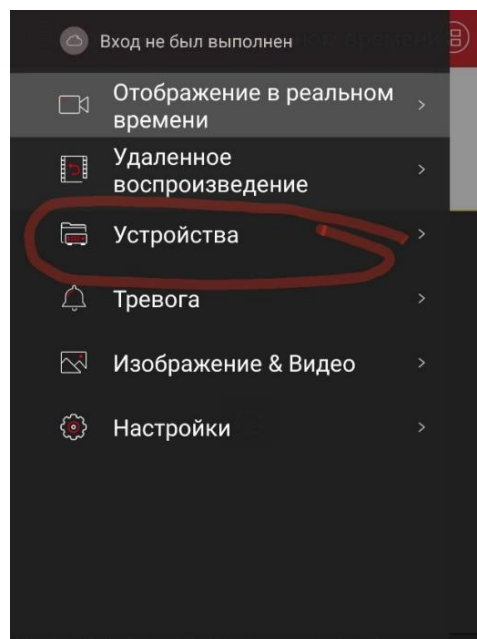 Вход не был выполнен
Отображение в реальном
времени
Удаленное
воспроизведение
Устройства
Тревога
Изображение & Видео
Настройки